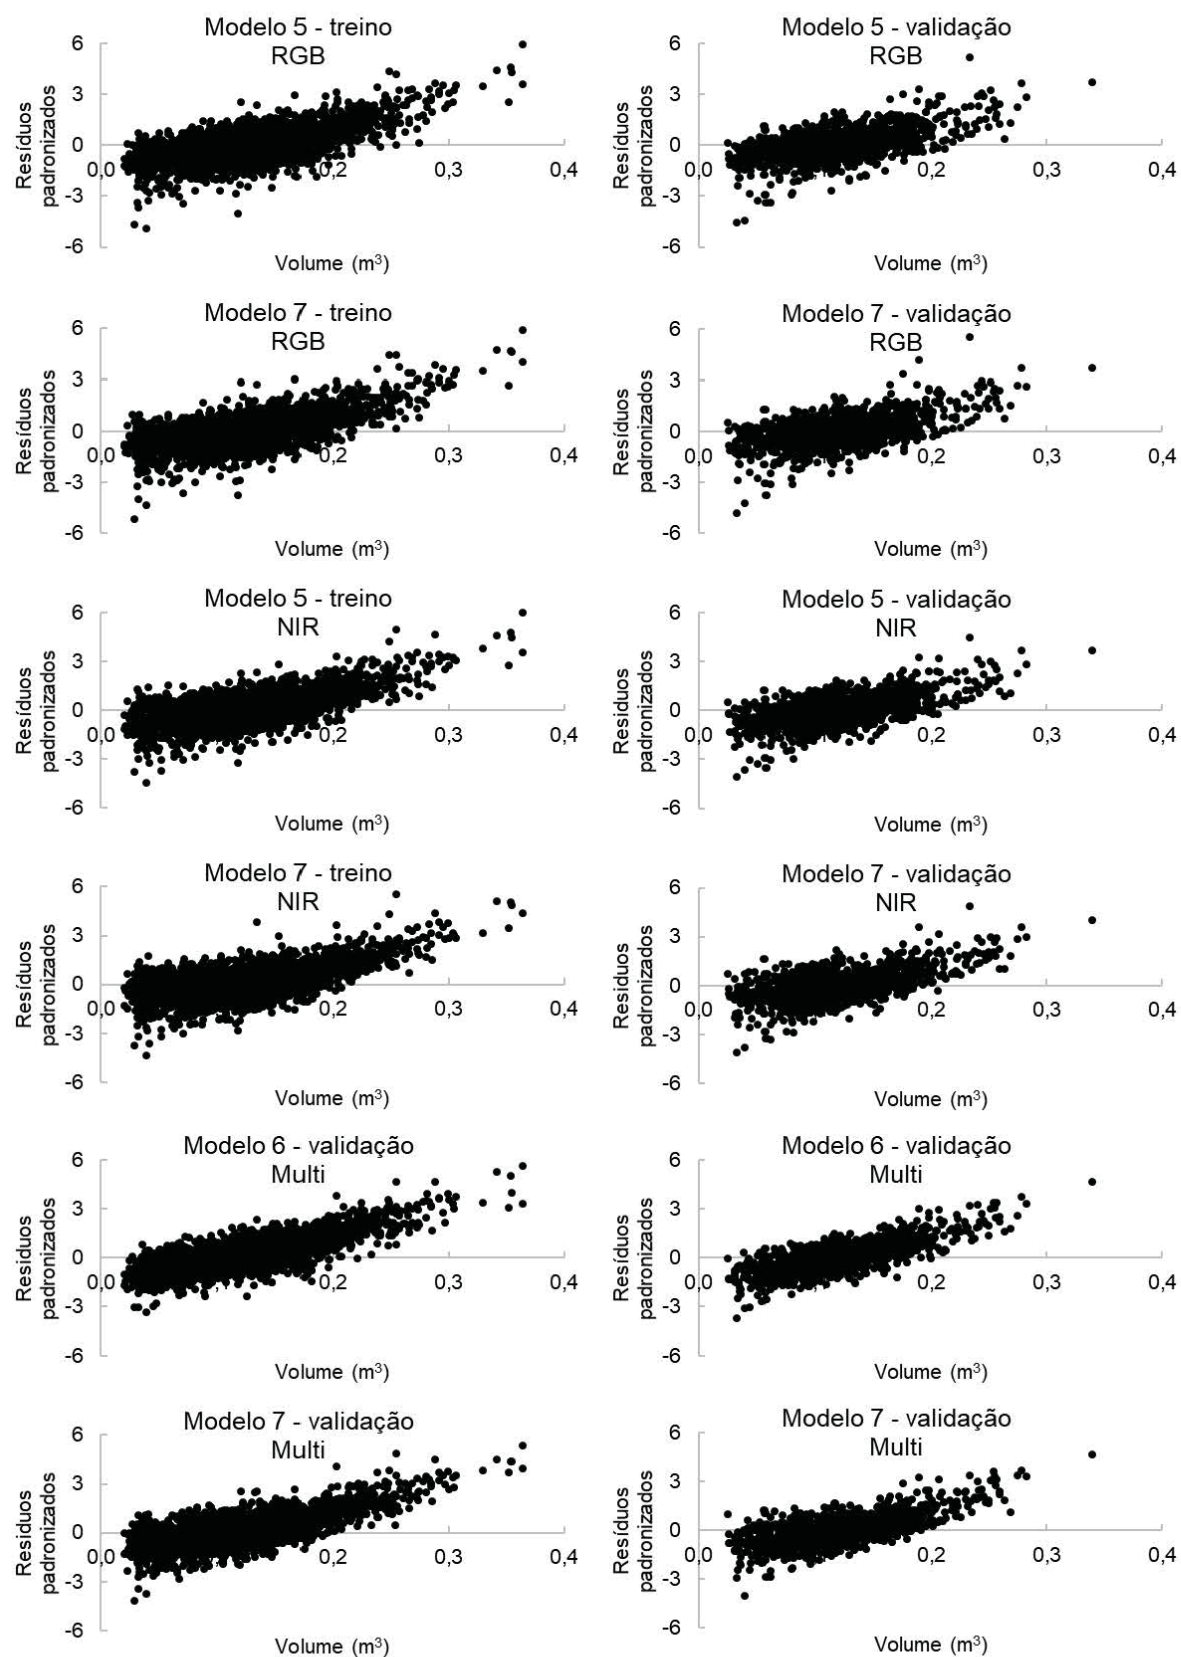 Modelo 5 - treino
RGB
Resíduos
padronizados
6
3
0
-3
-6
0,0
0,2
0,3
0,4
Volume (m³)
Modelo 5 - validação
RGB
Resíduos
padronizados
6
3
0
-3
-6
0,0
0,2
0,3
0,4
Volume (m³)
Modelo 7 - treino
RGB
Resíduos
padronizados
6
3
0
-3
-6
0,0
0,2
0,3
0,4
Volume (m³)
Modelo 7 - validação
RGB
Resíduos
padronizados
6
3
0
-3
-6
0,0
0,2
0,3
0,4
Volume (m³)
Modelo 5 - treino
NIR
Resíduos
padronizados
6
3
0
-3
-6
0,0
0,2
0,3
0,4
Volume (m³)
Modelo 5 - validação
NIR
Resíduos
padronizados
6
3
0
-3
-6
0,0
0,2
0,3
0,4
Volume (m³)
Modelo 7 - treino
NIR
Resíduos
padronizados
6
3
0
-3
-6
0,0
0,2
0,3
0,4
Volume (m³)
Modelo 7 - validação
NIR
Resíduos
padronizados
6
3
0
-3
-6
0,0
0,2
0,3
0,4
Volume (m³)
Modelo 6 - validação
Multi
Resíduos
padronizados
6
3
0
-3
-6
0,0
0,2
0,3
0,4
Volume (m³)
Modelo 6 - validação
Multi
Resíduos
padronizados
6
3
0
-3
-6
0,0
0,2
0,3
0,4
Volume (m³)
Modelo 7 - validação
Multi
Resíduos
padronizados
6
3
0
-3
-6
0,0
0,2
0,3
0,4
Volume (m³)
Modelo 7 - validação
Multi
Resíduos
padronizados
6
3
0
-3
-6
0,0
0,2
0,3
0,4
Volume (m³)